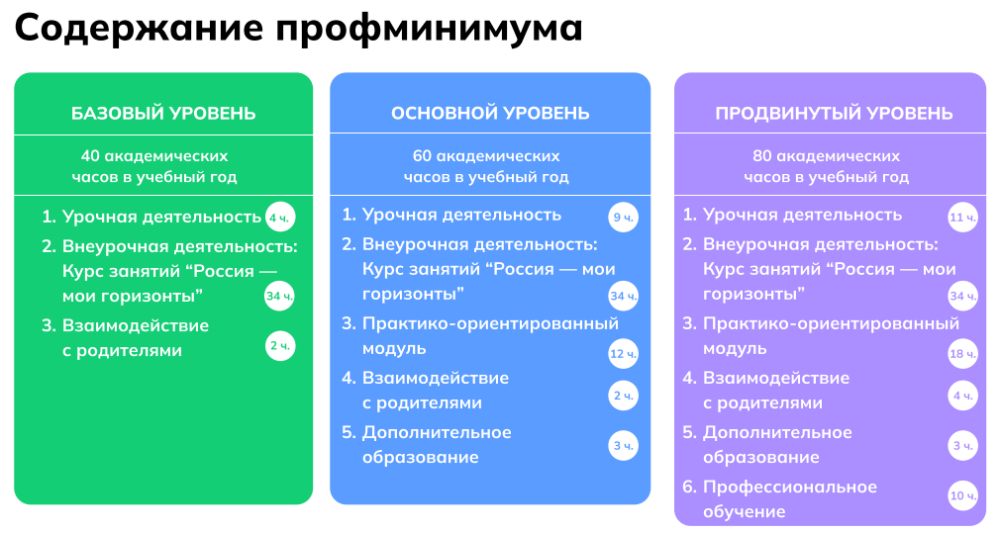 Содержание профминимума
БАЗОВЫЙ УРОВЕНЬ
40 академических
часов в учебный год
1. Урочная деятельность 4 ч.
2. Внеурочная деятельность:
Курс занятий “Россия —
мои горизонты” 34 ч.
3. Взаимодействие
с родителями 2 ч.
ОСНОВНОЙ УРОВЕНЬ
60 академических
часов в учебный год
1. Урочная деятельность 9 ч.
2. Внеурочная деятельность:
Курс занятий “Россия — мои
горизонты” 34 ч.
3. Практико-ориентированный
модуль 12 ч.
4. Взаимодействие
с родителями 2 ч.
5. Дополнительное
образование 3 ч.
ПРОДВИНУТЫЙ УРОВЕНЬ
80 академических
часов в учебный год
1. Урочная деятельность 11 ч.
2. Внеурочная деятельность:
Курс занятий “Россия — мои
горизонты” 34 ч.
3. Практико-ориентированный
модуль 18 ч.
4. Взаимодействие
с родителями 4 ч.
5. Дополнительное
образование 3 ч.
6. Профессиональное
обучение 10 ч.